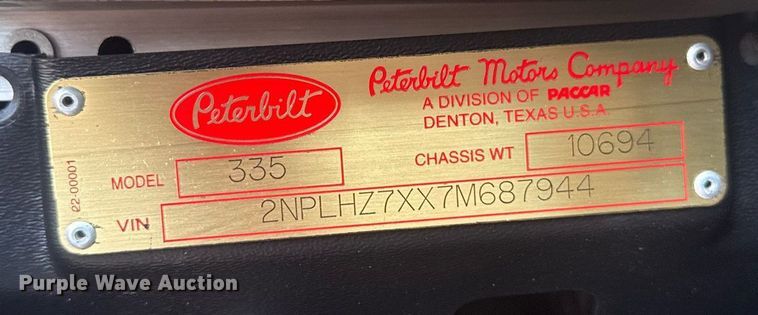 Peterbilt
Peterbilt Motors Company
A DIVISION OF PACCAR
DENTON, TEXAS U.S.A.
MODEL 335
CHASSIS WT 10694
VIN 2NPLHZ7XX7M687944
22-00001
Purple Wave Auction